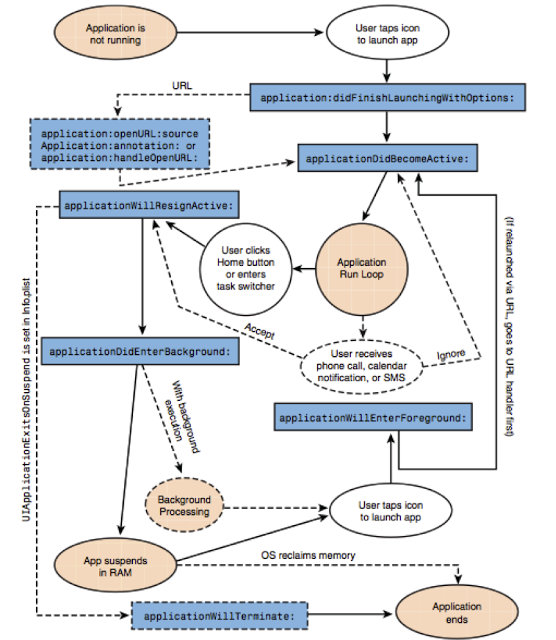 Application is
not running
User taps icon
to launch app
URL
application:didFinishLaunchingWithOptions:
application:openURL:source
Application:annotation: or
application:handleOpenURL:
applicationDidBecomeActive:
applicationWillResignActive:
User clicks
Home button
or enters
task switcher
Application
Run Loop
(If relaunched via URL, goes to URL
handler first)
Accept
Ignore
User receives
phone call, calendar
notification, or SMS
applicationDidEnterBackground:
UIApplicationExitsOnSuspend is set in Info.plist
With background
execution
applicationWillEnterForeground:
Background
Processing
User taps icon
to launch app
App suspends
in RAM
OS reclaims memory
applicationWillTerminate:
Application
ends